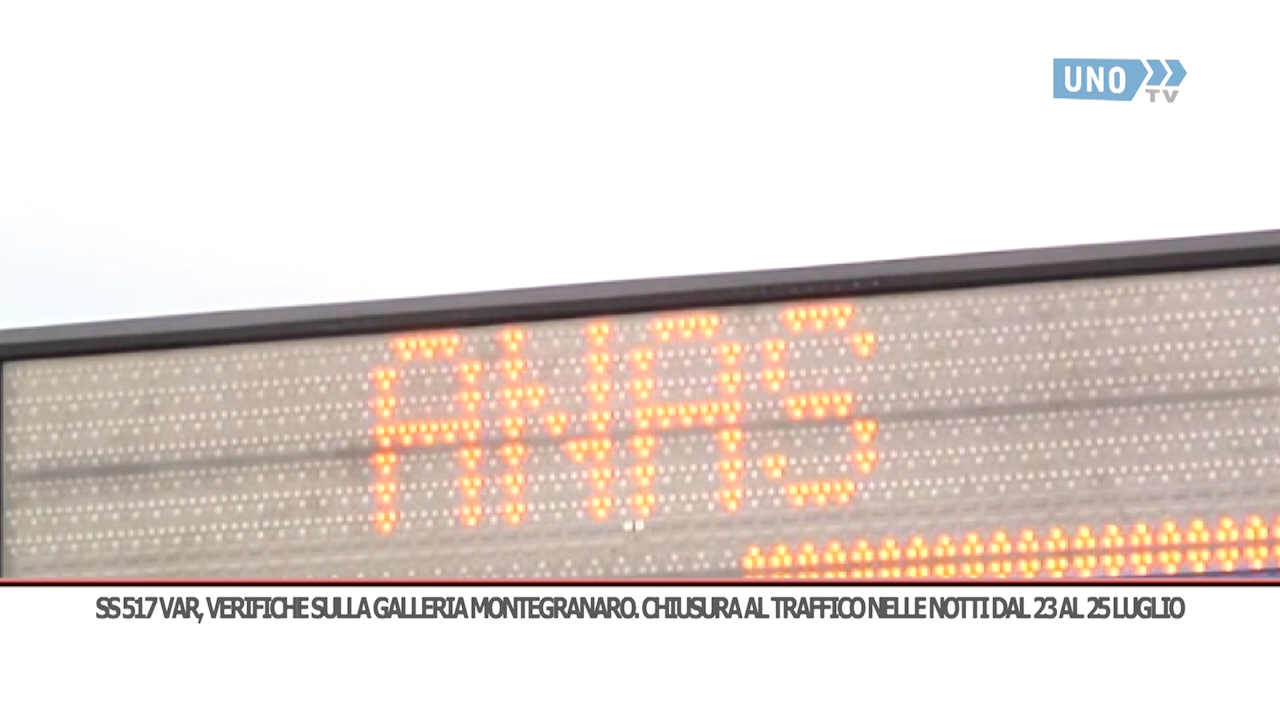 UNO
TV
ANAS
SS 517 VAR, VERIFICHE SULLA GALLERIA MONTEGRANARO. CHIUSURA AL TRAFFICO NELLE NOTTI DAL 23 AL 25 LUGLIO